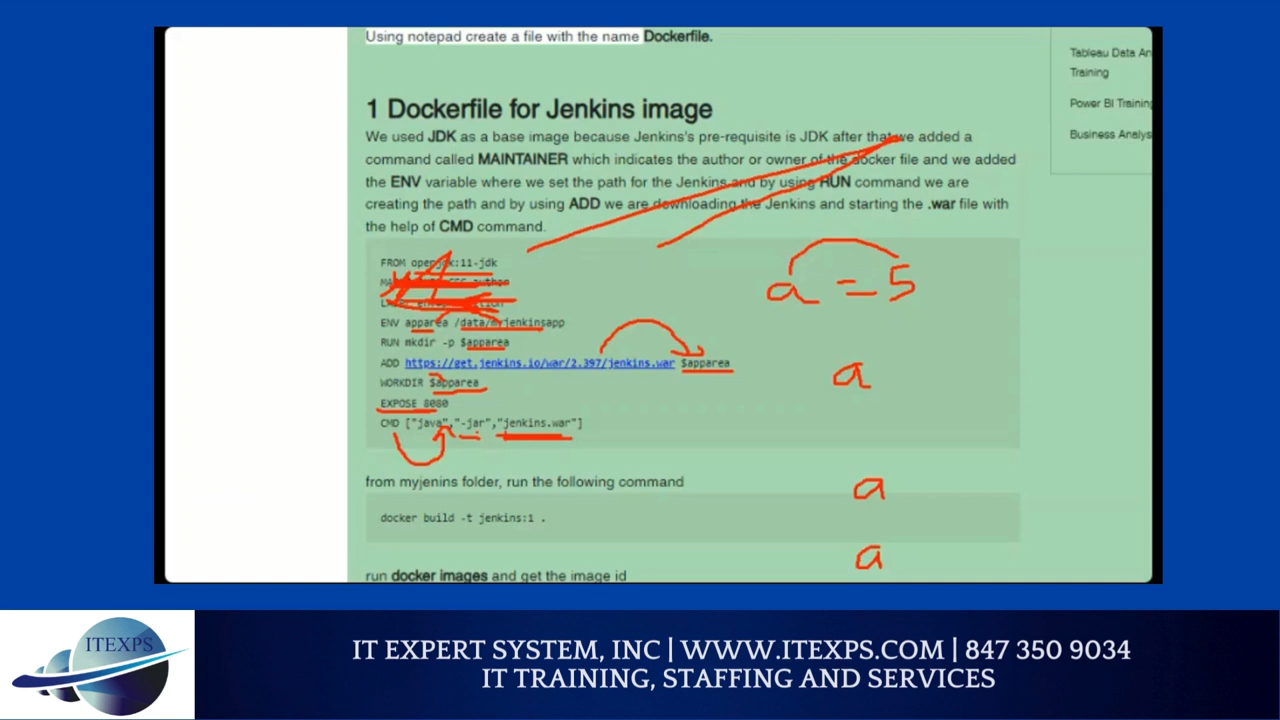 Using notepad create a file with the name Dockerfile.
Tableau Data An
Training
Power BI Training
Business Analys
1 Dockerfile for Jenkins image
We used JDK as a base image because Jenkins's pre-requisite is JDK after that we added a
command called MAINTAINER which indicates the author or owner of the docker file and we added
the ENV variable where we set the path for the Jenkins and by using RUN command we are
creating the path and by using ADD we are downloading the Jenkins and starting the .war file with
the help of CMD command.
FROM openjdk:11-jdk
author
ENV apparea /data/myjenkinsapp
RUN mkdir -p $apparea
ADD https://get.jenkins.io/war/2.397/jenkins.war $apparea
WORKDIR $apparea
EXPOSE 8080
CMD ["java","-jar","jenkins.war"]
a = 5
a
from myjenins folder, run the following command
a
docker build -t jenkins:1 .
a
run docker images and get the image id
ITEXPS
IT EXPERT SYSTEM, INC | WWW.ITEXPS.COM | 847 350 9034
IT TRAINING, STAFFING AND SERVICES